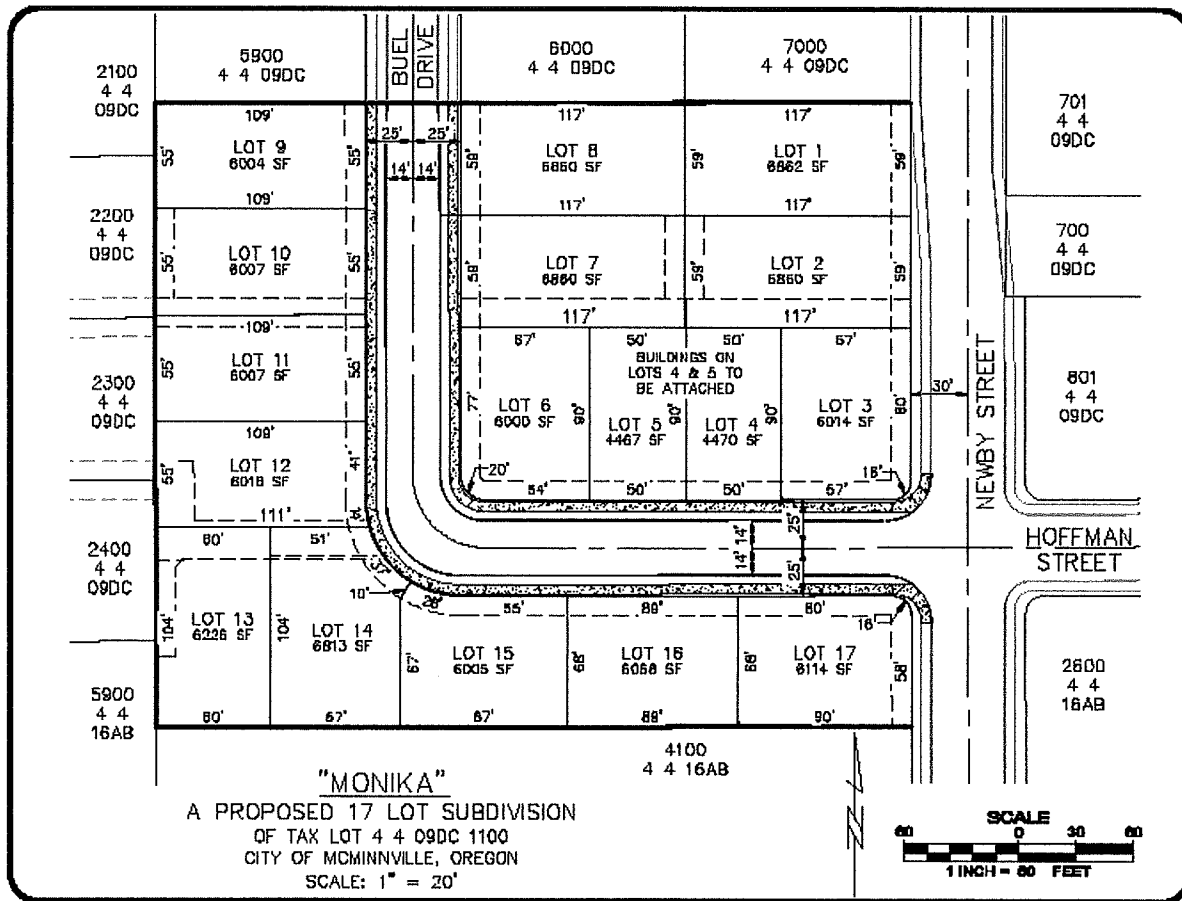 5900
4 4 09DC
BUEL
DRIVE
6000
4 4 09DC
7000
4 4 09DC
2100
4 4
09DC
701
4 4
09DC
109'
25'
25'
117'
117'
55'
LOT 9
6004 SF
55'
14'
14'
59'
LOT 8
6860 SF
59'
LOT 1
6862 SF
59'
109'
117'
117'
2200
4 4
09DC
55'
LOT 10
6007 SF
55'
59'
LOT 7
6860 SF
59'
LOT 2
6860 SF
59'
700
4 4
09DC
117'
117'
109'
67'
50'
50'
67'
BUILDINGS ON
LOTS 4 & 5 TO
BE ATTACHED
2300
4 4
09DC
55'
LOT 11
6007 SF
55'
77'
LOT 6
6000 SF
90'
LOT 5
4467 SF
90'
LOT 4
4470 SF
90'
LOT 3
6014 SF
80'
30'
NEWBY STREET
801
4 4
09DC
109'
55'
LOT 12
6018 SF
41'
20'
16'
54'
50'
50'
57'
111'
25'
14'
14'
25'
HOFFMAN
STREET
2400
4 4
09DC
60'
51'
37'
10'
28'
55'
89'
80'
16'
104'
LOT 13
6226 SF
104'
LOT 14
6813 SF
67'
LOT 15
6005 SF
68'
LOT 16
6068 SF
68'
LOT 17
6114 SF
58'
2600
4 4
16AB
5900
4 4
16AB
60'
67'
67'
89'
90'
4100
4 4 16AB
"MONIKA"
A PROPOSED 17 LOT SUBDIVISION
OF TAX LOT 4 4 09DC 1100
CITY OF MCMINNVILLE, OREGON
SCALE: 1" = 20'
N
SCALE
60 0 30 60
1 INCH = 60 FEET